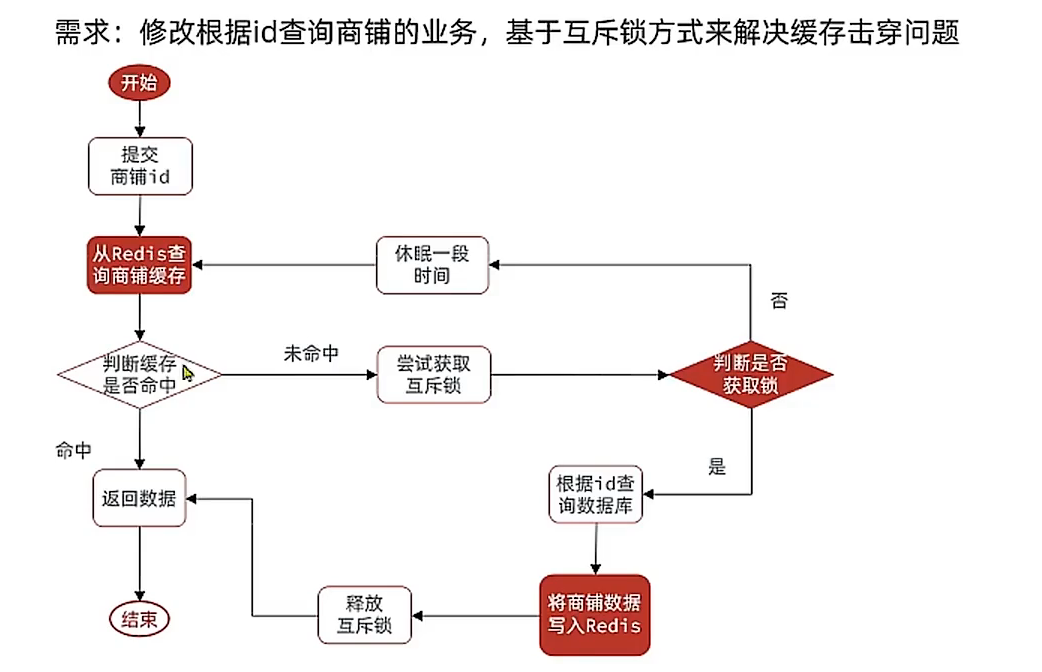 需求：修改根据id查询商铺的业务，基于互斥锁方式来解决缓存击穿问题
开始
提交
商铺id
从Redis查
询商铺缓存
休眠一段
时间
否
判断缓存
是否命中
未命中
尝试获取
互斥锁
判断是否
获取锁
命中
是
返回数据
根据id查
询数据库
结束
释放
互斥锁
将商铺数据
写入Redis